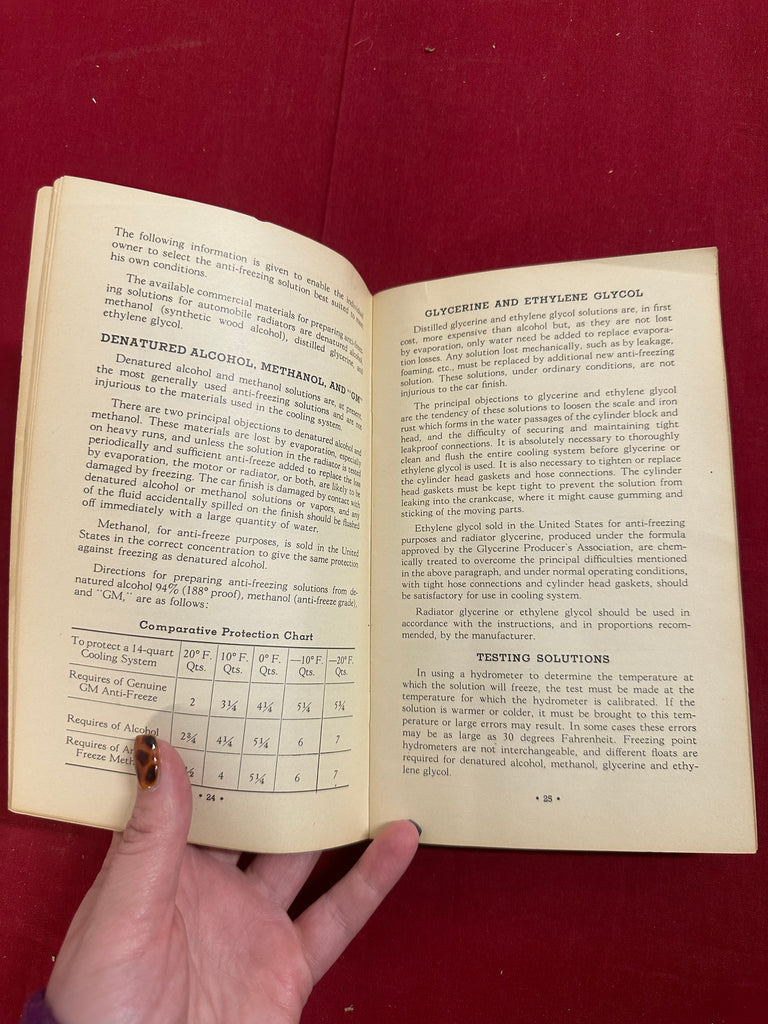 The following information is given to enable the individual
owner to select the anti-freezing solution best suited to meet
his own conditions.
The available commercial materials for preparing anti-freez-
ing solutions for automobile radiators are denatured alcohol,
methanol (synthetic wood alcohol), distilled glycerine, and
ethylene glycol.
DENATURED ALCOHOL, METHANOL, AND "GM"
Denatured alcohol and methanol solutions are, at present,
the most generally used anti-freezing solutions and are not
injurious to the materials used in the cooling system.
There are two principal objections to denatured alcohol and
methanol. These materials are lost by evaporation, especially
on heavy runs, and unless the solution in the radiator is tested
periodically and sufficient anti-freeze added to replace the loss
by evaporation, the motor or radiator, or both, are likely to be
damaged by freezing. The car finish is damaged by contact with
denatured alcohol or methanol solutions or vapors, and any
of the fluid accidentally spilled on the finish should be flushed
off immediately with a large quantity of water.
Methanol, for anti-freeze purposes, is sold in the United
States in the correct concentration to give the same protection
against freezing as denatured alcohol.
Directions for preparing anti-freezing solutions from de-
natured alcohol 94% (188° proof), methanol (anti-freeze grade),
and "GM," are as follows:
Comparative Protection Chart
To protect a 14-quart Cooling System 20° F. Qts. 10° F. Qts. 0° F. Qts. —10° F. Qts. —20° F. Qts.
Requires of Genuine GM Anti-Freeze 2 3¼ 4¼ 5¼ 5¾
Requires of Alcohol 2¾ 4¼ 5¼ 6 7
Requires of Freeze 4 5¼ 6 7
• 24 •
GLYCERINE AND ETHYLENE GLYCOL
Distilled glycerine and ethylene glycol solutions are, in first
cost, more expensive than alcohol but, as they are not lost
by evaporation, only water need be added to replace evapora-
tion losses. Any solution lost mechanically, such as by leakage,
foaming, etc., must be replaced by additional new anti-freezing
solution. These solutions, under ordinary conditions, are not
injurious to the car finish.
The principal objections to glycerine and ethylene glycol
are the tendency of these solutions to loosen the scale and iron
rust which forms in the water passages of the cylinder block and
head, and the difficulty of securing and maintaining tight
leakproof connections. It is absolutely necessary to thoroughly
clean and flush the entire cooling system before glycerine or
ethylene glycol is used. It is also necessary to tighten or replace
the cylinder head gaskets and hose connections. The cylinder
head gaskets must be kept tight to prevent the solution from
leaking into the crankcase, where it might cause gumming and
sticking of the moving parts.
Ethylene glycol sold in the United States for anti-freezing
purposes and radiator glycerine, produced under the formula
approved by the Glycerine Producer's Association, are chem-
ically treated to overcome the principal difficulties mentioned
in the above paragraph, and under normal operating conditions,
with tight hose connections and cylinder head gaskets, should
be satisfactory for use in cooling system.
Radiator glycerine or ethylene glycol should be used in
accordance with the instructions, and in proportions recom-
mended, by the manufacturer.
TESTING SOLUTIONS
In using a hydrometer to determine the temperature at
which the solution will freeze, the test must be made at the
temperature for which the hydrometer is calibrated. If the
solution is warmer or colder, it must be brought to this tem-
perature or large errors may result. In some cases these errors
may be as large as 30 degrees Fahrenheit. Freezing point
hydrometers are not interchangeable, and different floats are
required for denatured alcohol, methanol, glycerine and ethy-
lene glycol.
• 25 •